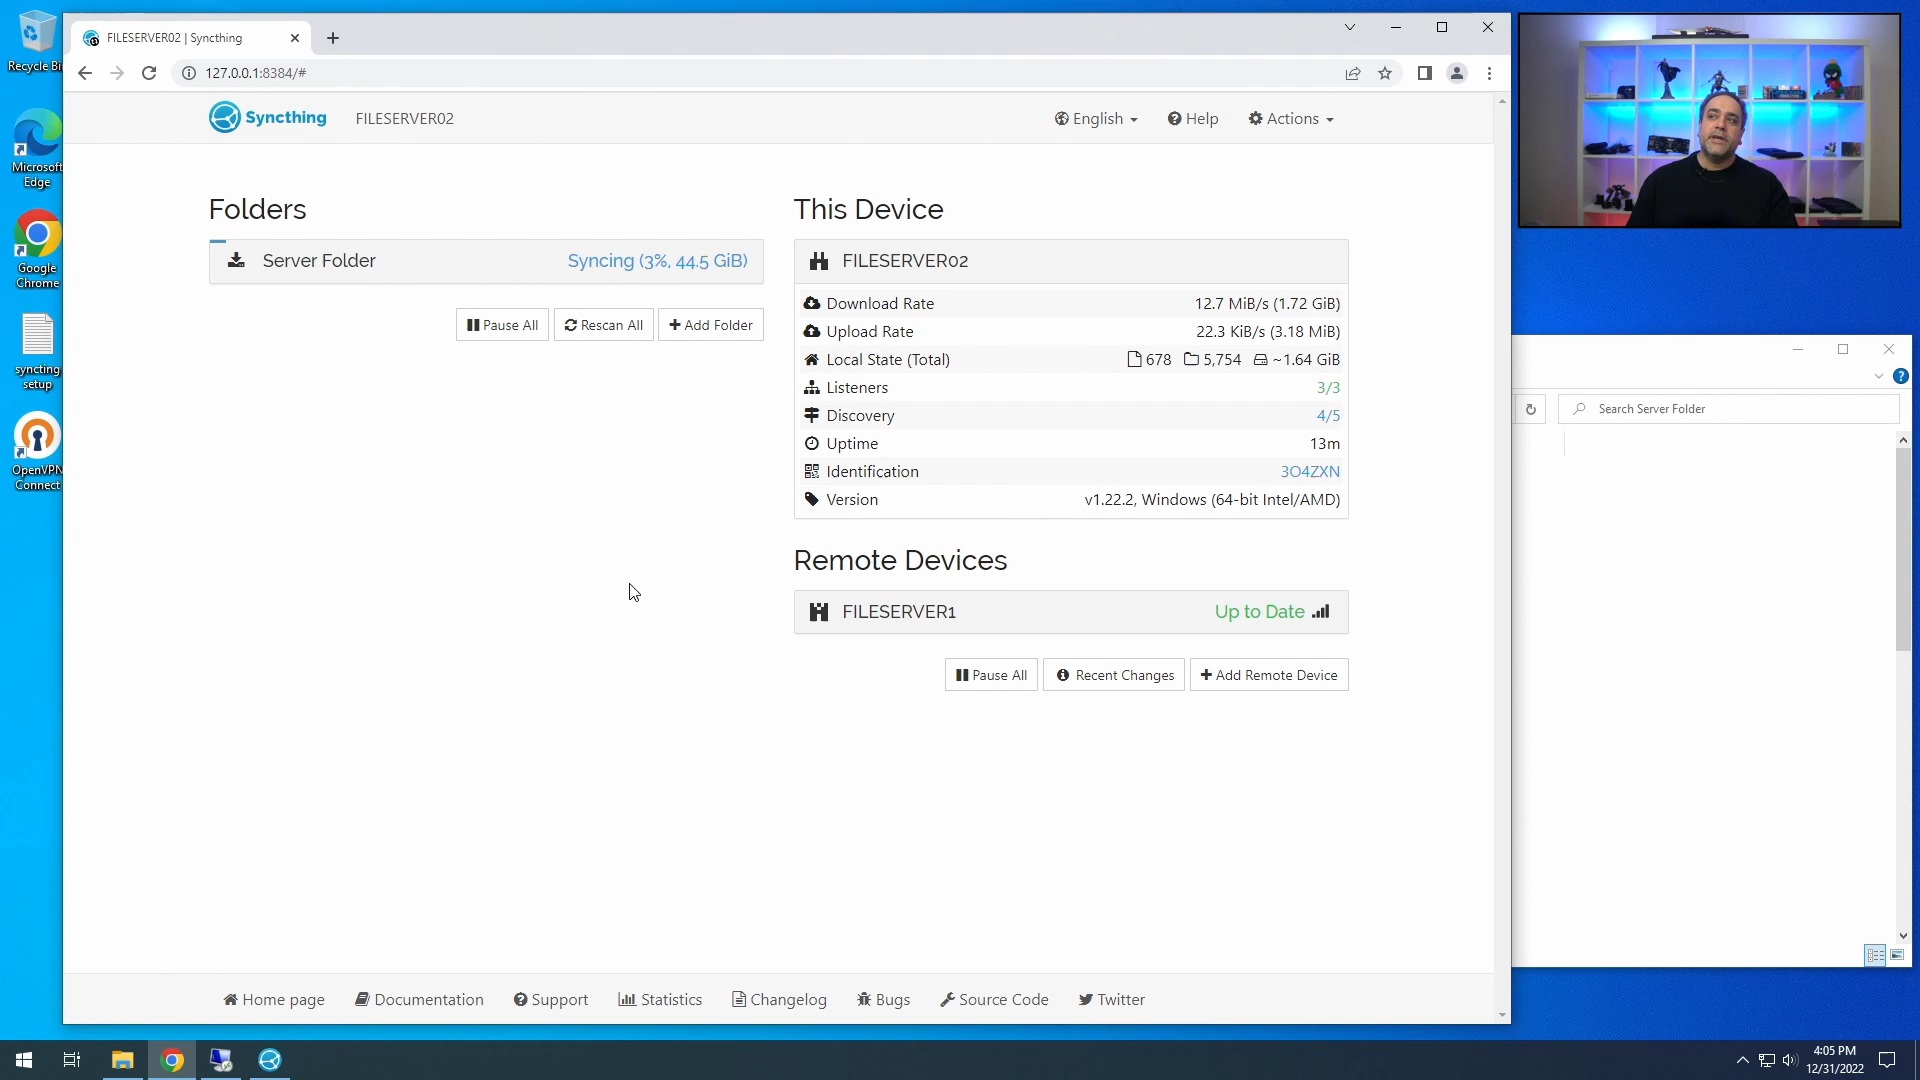 Recycle Bi
Microsoft
Edge
Google
Chrome
syncting
setup
OpenVPN
Connect
FILESERVER02 | Syncthing
127.0.0.1:8384/#
Syncthing
FILESERVER02
English
Help
Actions
Folders
Server Folder
Syncing (3%, 44.5 GiB)
Pause All
Rescan All
Add Folder
This Device
FILESERVER02
Download Rate 12.7 MiB/s (1.72 GiB)
Upload Rate 22.3 KiB/s (3.18 MiB)
Local State (Total) 678 5,754 ~1.64 GiB
Listeners 3/3
Discovery 4/5
Uptime 13m
Identification 3O4ZXN
Version v1.22.2, Windows (64-bit Intel/AMD)
Remote Devices
FILESERVER1 Up to Date
Pause All
Recent Changes
Add Remote Device
Home page
Documentation
Support
Statistics
Changelog
Bugs
Source Code
Twitter
Search Server Folder
4:05 PM
12/31/2022